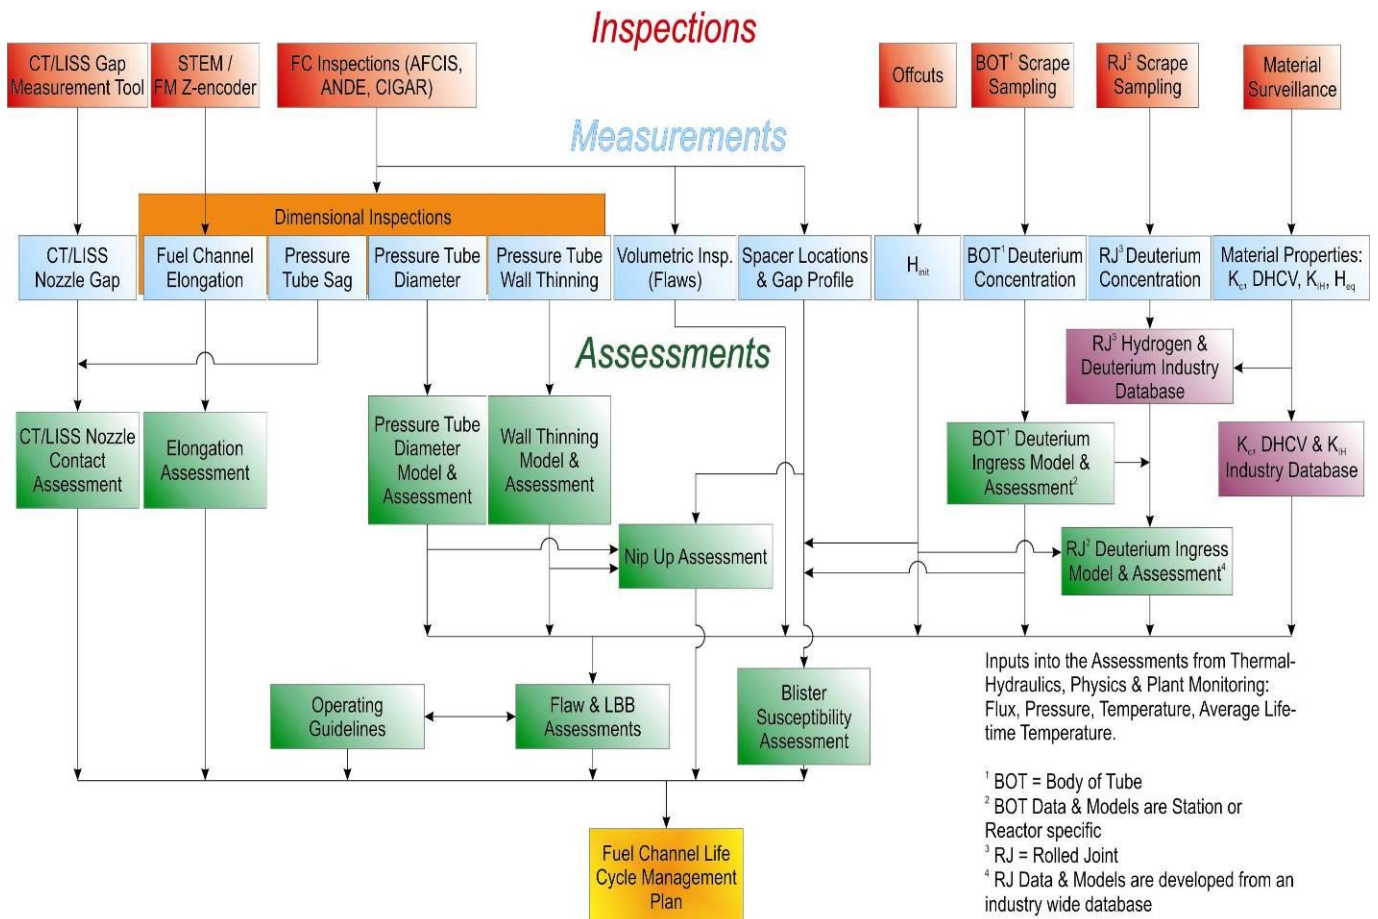 Inspections
CT/LISS Gap
Measurement Tool
STEM /
FM Z-encoder
FC Inspections (AFCIS,
ANDE, CIGAR)
Offcuts
BOT¹ Scrape
Sampling
RJ³ Scrape
Sampling
Material
Surveillance
Measurements
Dimensional Inspections
CT/LISS
Nozzle Gap
Fuel Channel
Elongation
Pressure
Tube Sag
Pressure Tube
Diameter
Pressure Tube
Wall Thinning
Volumetric Insp.
(Flaws)
Spacer Locations
& Gap Profile
Hinit
BOT¹ Deuterium
Concentration
RJ³ Deuterium
Concentration
Material Properties:
Kc, DHCV, KIH, Heq
Assessments
RJ³ Hydrogen &
Deuterium Industry
Database
CT/LISS Nozzle
Contact
Assessment
Elongation
Assessment
Pressure Tube
Diameter
Model &
Assessment
Wall Thinning
Model &
Assessment
BOT¹ Deuterium
Ingress Model &
Assessment²
Kc, DHCV & KIH
Industry Database
Nip Up Assessment
RJ³ Deuterium Ingress
Model & Assessment⁴
Operating
Guidelines
Flaw & LBB
Assessments
Blister
Susceptibility
Assessment
Inputs into the Assessments from Thermal-
Hydraulics, Physics & Plant Monitoring:
Flux, Pressure, Temperature, Average Life-
time Temperature.
¹ BOT = Body of Tube
² BOT Data & Models are Station or
Reactor specific
³ RJ = Rolled Joint
⁴ RJ Data & Models are developed from an
industry wide database
Fuel Channel Life
Cycle Management
Plan